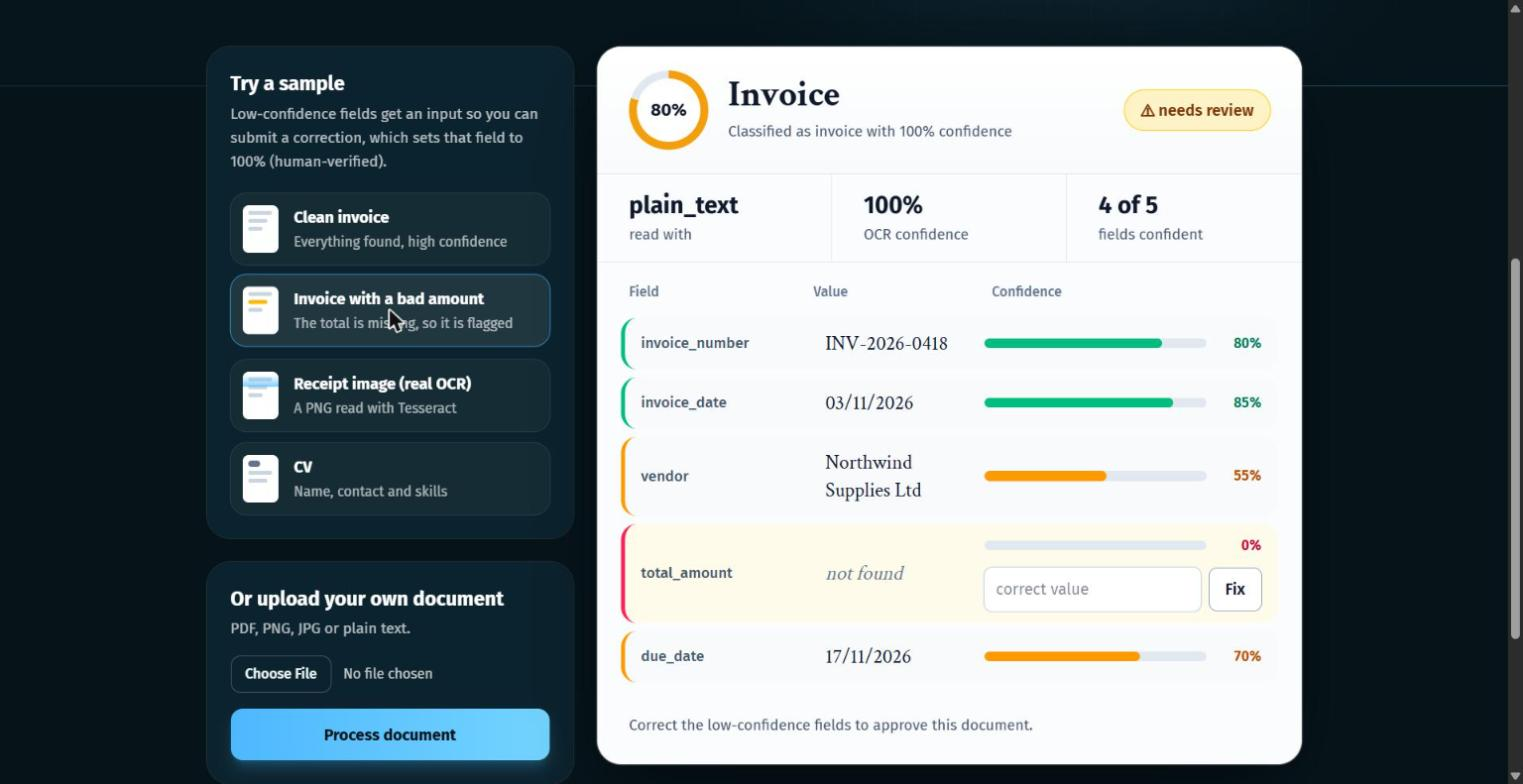 Try a sample
Low-confidence fields get an input so you can
submit a correction, which sets that field to
100% (human-verified).
Clean invoice
Everything found, high confidence
Invoice with a bad amount
The total is missing, so it is flagged
Receipt image (real OCR)
A PNG read with Tesseract
CV
Name, contact and skills
Or upload your own document
PDF, PNG, JPG or plain text.
Choose File No file chosen
Process document
80%
Invoice
Classified as invoice with 100% confidence
⚠ needs review
plain_text
read with
100%
OCR confidence
4 of 5
fields confident
Field Value Confidence
invoice_number INV-2026-0418 80%
invoice_date 03/11/2026 85%
vendor Northwind
Supplies Ltd 55%
total_amount not found 0%
correct value Fix
due_date 17/11/2026 70%
Correct the low-confidence fields to approve this document.